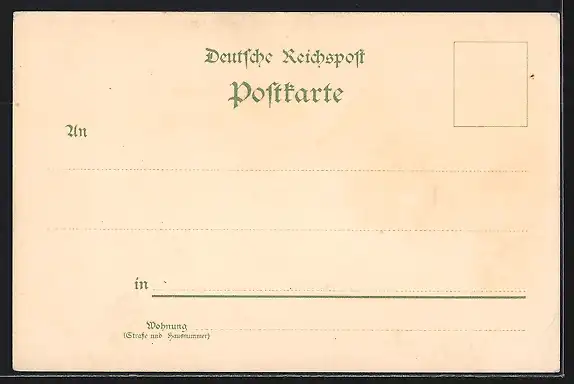 Deutsche Reichspost
Postkarte
An
in
Wohnung
(Straße und Hausnummer)